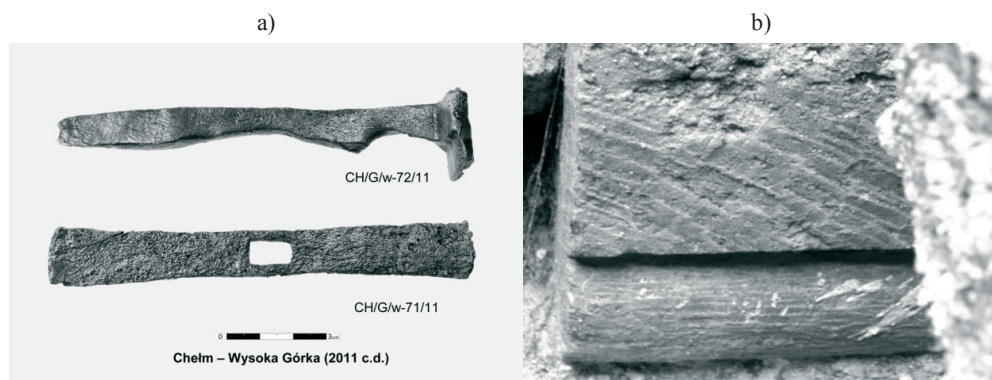 a)
b)
CH/G/w-72/11
CH/G/w-71/11
0 3cm
Chełm – Wysoka Górka (2011 c.d.)